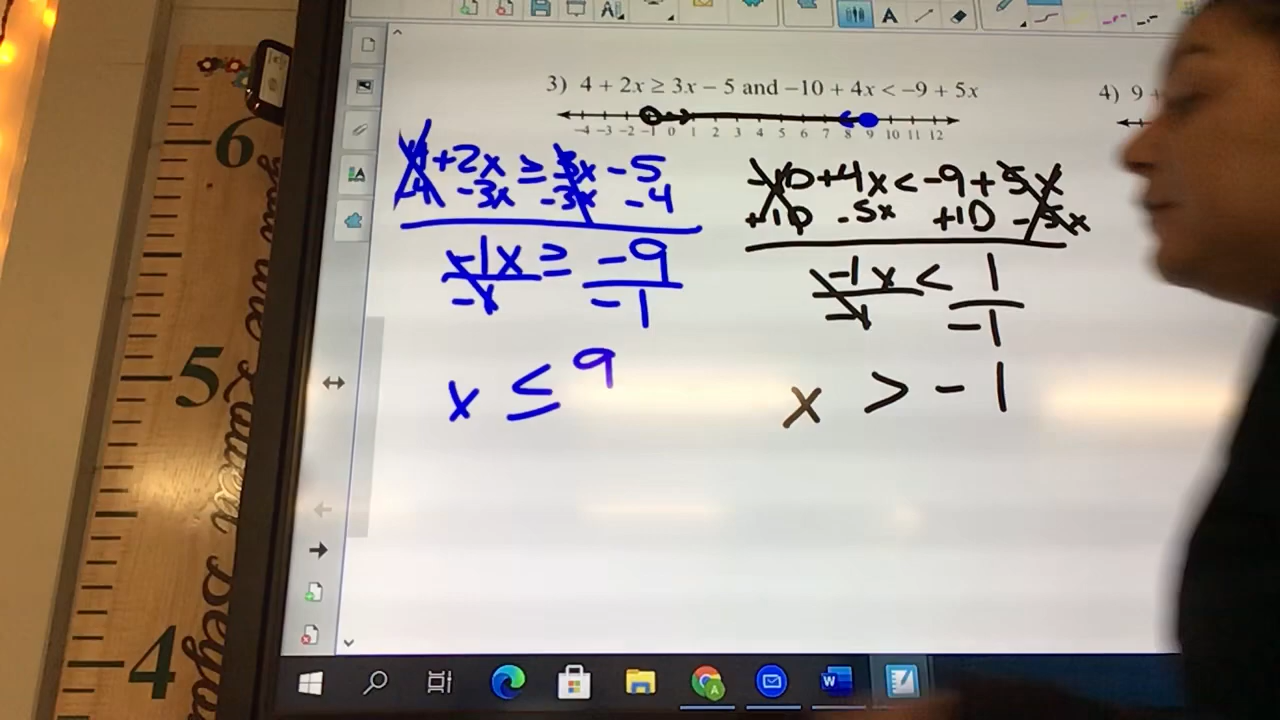 3) 4 + 2x ≥ 3x − 5 and −10 + 4x < −9 + 5x
4) 9 +
-4 -3 -2 -1 0 1 2 3 4 5 6 7 8 9 10 11 12
4 +2x ≥ 3x - 5
-4 -3x -3x -4
-1x ≥ -9
-1 -1
x ≤ 9
-10 +4x < -9 + 5x
+10 -5x +10 -5x
-1x < 1
-1 -1
x > -1
A
W
A
6
5
4